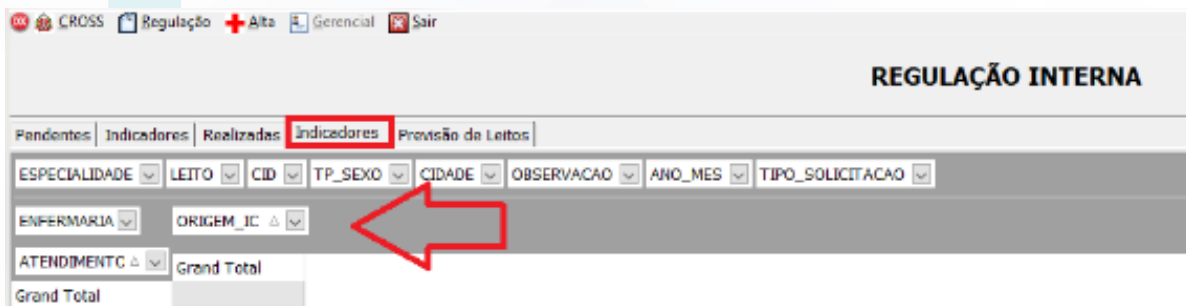 CROSS Regulação Alta Gerencial Sair
REGULAÇÃO INTERNA
Pendentes Indicadores Realizadas Indicadores Previsão de Leitos
ESPECIALIDADE LEITO CID TP_SEXO CIDADE OBSERVACAO ANO_MES TIPO_SOLICITACAO
ENFERMARIA ORIGEM_IC
ATENDIMENTO Grand Total
Grand Total